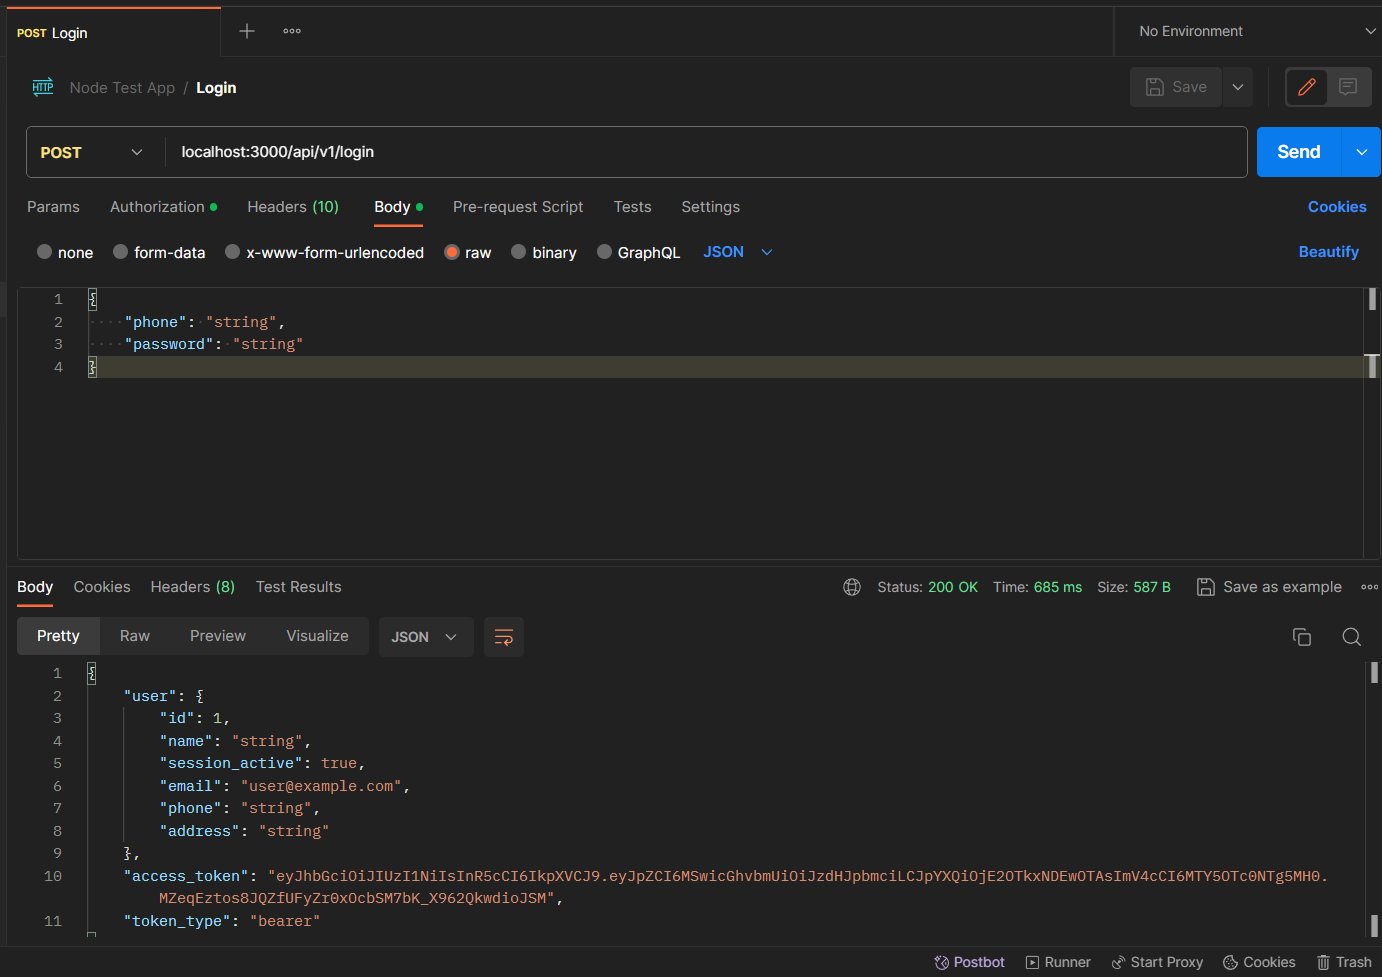 POST Login
No Environment
HTTP Node Test App / Login
Save
POST localhost:3000/api/v1/login
Send
Params Authorization Headers (10) Body Pre-request Script Tests Settings Cookies
none form-data x-www-form-urlencoded raw binary GraphQL JSON Beautify
1 {
2 "phone": "string",
3 "password": "string"
4 }
Body Cookies Headers (8) Test Results Status: 200 OK Time: 685 ms Size: 587 B Save as example
Pretty Raw Preview Visualize JSON
1 {
2 "user": {
3 "id": 1,
4 "name": "string",
5 "session_active": true,
6 "email": "user@example.com",
7 "phone": "string",
8 "address": "string"
9 },
10 "access_token": "eyJhbGciOiJIUzI1NiIsInR5cCI6IkpXVCJ9.eyJpZCI6MSwicGhvbmUiOiJzdHJpbmciLCJpYXQiOjE2OTkxNDEwOTAsImV4cCI6MTY5OTc0NTg5MH0.
MZeqEztos8JQZfUFyZr0xOcbSM7bK_X962QkwdioJSM",
11 "token_type": "bearer"
Postbot Runner Start Proxy Cookies Trash